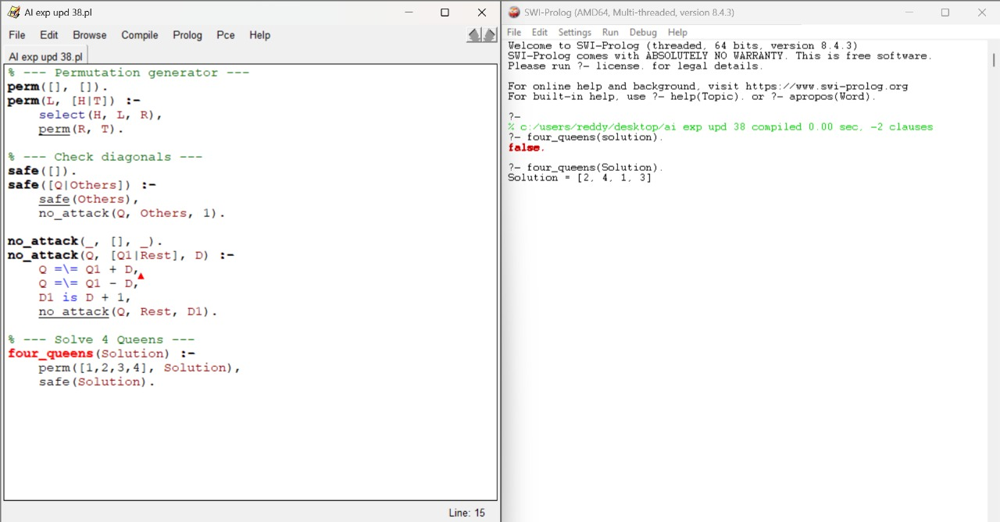 AI exp upd 38.pl
File Edit Browse Compile Prolog Pce Help
AI exp upd 38.pl
% --- Permutation generator ---
perm([], []).
perm(L, [H|T]) :-
    select(H, L, R),
    perm(R, T).

% --- Check diagonals ---
safe([]).
safe([Q|Others]) :-
    safe(Others),
    no_attack(Q, Others, 1).

no_attack(_, [], _).
no_attack(Q, [Q1|Rest], D) :-
    Q =\= Q1 + D,
    Q =\= Q1 - D,
    D1 is D + 1,
    no_attack(Q, Rest, D1).

% --- Solve 4 Queens ---
four_queens(Solution) :-
    perm([1,2,3,4], Solution),
    safe(Solution).
Line: 15
SWI-Prolog (AMD64, Multi-threaded, version 8.4.3)
File Edit Settings Run Debug Help
Welcome to SWI-Prolog (threaded, 64 bits, version 8.4.3)
SWI-Prolog comes with ABSOLUTELY NO WARRANTY. This is free software.
Please run ?- license. for legal details.

For online help and background, visit https://www.swi-prolog.org
For built-in help, use ?- help(Topic). or ?- apropos(Word).

?-
% c:/users/reddy/desktop/ai exp upd 38 compiled 0.00 sec, -2 clauses
?- four_queens(solution).
false.

?- four_queens(Solution).
Solution = [2, 4, 1, 3]